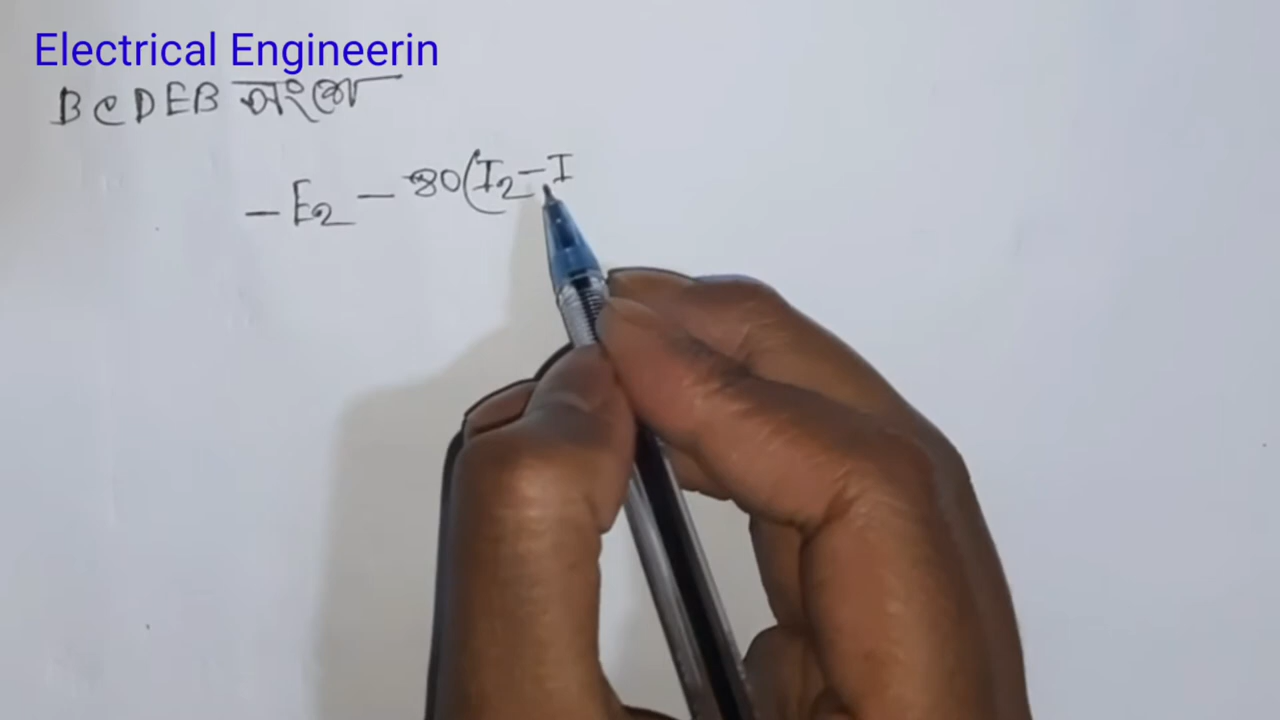 Electrical Engineerin
BCDEB অংশে
- E₂ - 80(I₂ - I